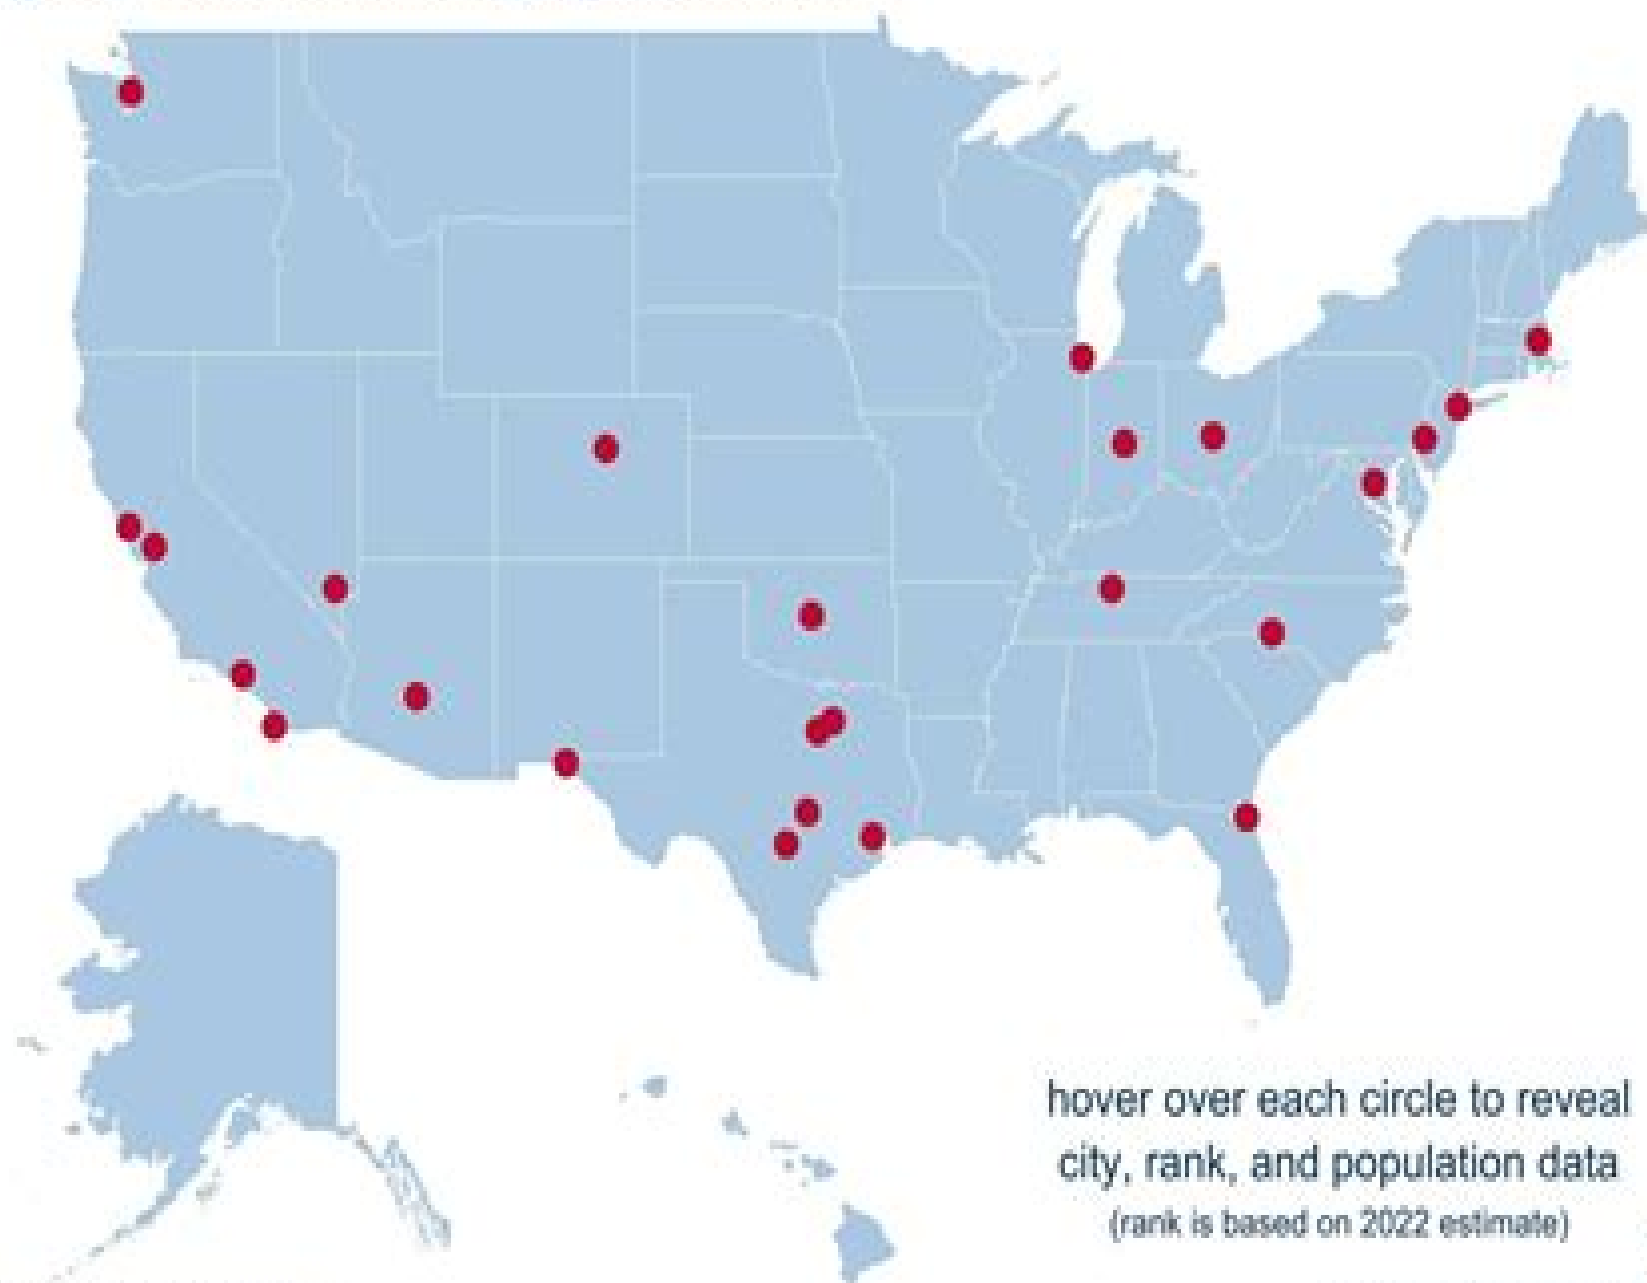 hover over each circle to reveal
city, rank, and population data
(rank is based on 2022 estimate)